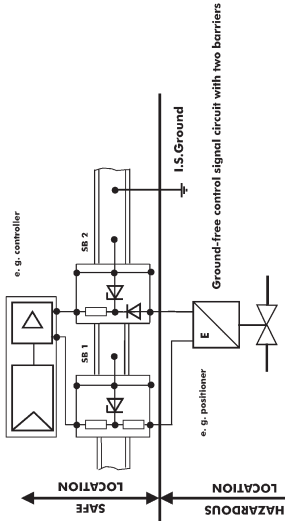 e. g. controller
SB 1
SB 2
I.S.Ground
e. g. positioner
E
Ground-free control signal circuit with two barriers
SAFE
LOCATION
HAZARDOUS
LOCATION